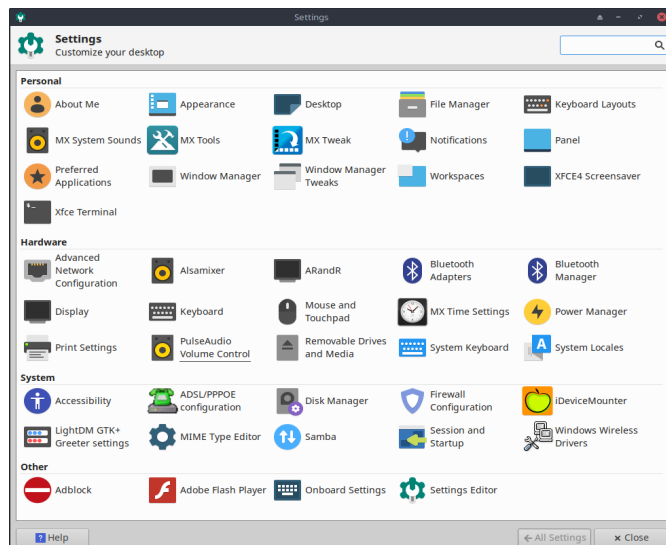 Settings
Settings
Customize your desktop
Personal
About Me
Appearance
Desktop
File Manager
Keyboard Layouts
MX System Sounds
MX Tools
MX Tweak
Notifications
Panel
Preferred
Applications
Window Manager
Window Manager
Tweaks
Workspaces
XFCE4 Screensaver
Xfce Terminal
Hardware
Advanced
Network
Configuration
Alsamixer
ARandR
Bluetooth
Adapters
Bluetooth
Manager
Display
Keyboard
Mouse and
Touchpad
MX Time Settings
Power Manager
Print Settings
PulseAudio
Volume Control
Removable Drives
and Media
System Keyboard
A
System Locales
System
Accessibility
ADSL/PPPOE
configuration
Disk Manager
Firewall
Configuration
iDeviceMounter
LightDM GTK+
Greeter settings
MIME Type Editor
Samba
Session and
Startup
Windows Wireless
Drivers
Other
Adblock
Adobe Flash Player
Onboard Settings
Settings Editor
? Help
← All Settings
× Close